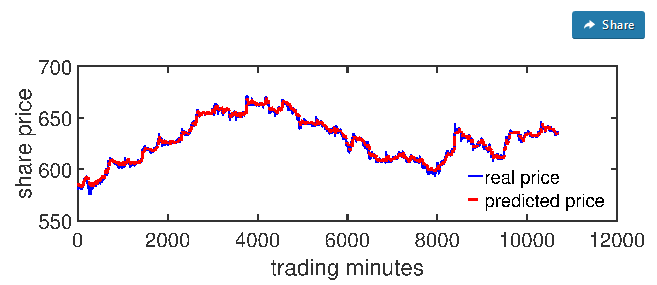 Share
700
650
600
550
share price
real price
predicted price
0 2000 4000 6000 8000 10000 12000
trading minutes